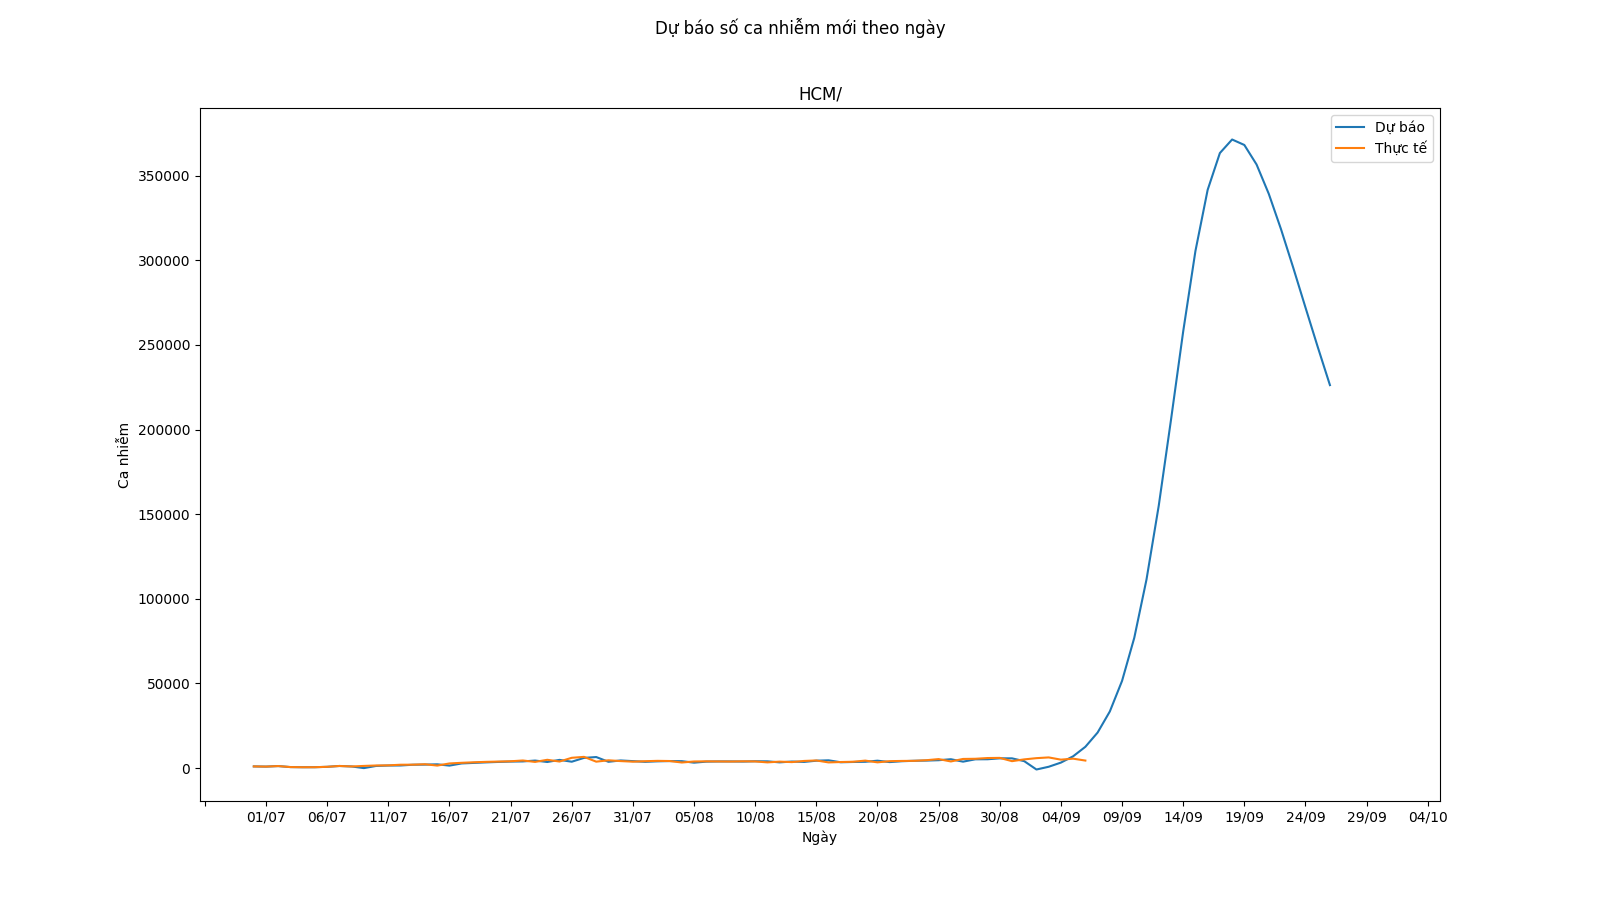 Dự báo số ca nhiễm mới theo ngày
HCM/
Dự báo
Thực tế
350000
300000
250000
200000
150000
100000
50000
0
Ca nhiễm
01/07 06/07 11/07 16/07 21/07 26/07 31/07 05/08 10/08 15/08 20/08 25/08 30/08 04/09 09/09 14/09 19/09 24/09 29/09 04/10
Ngày